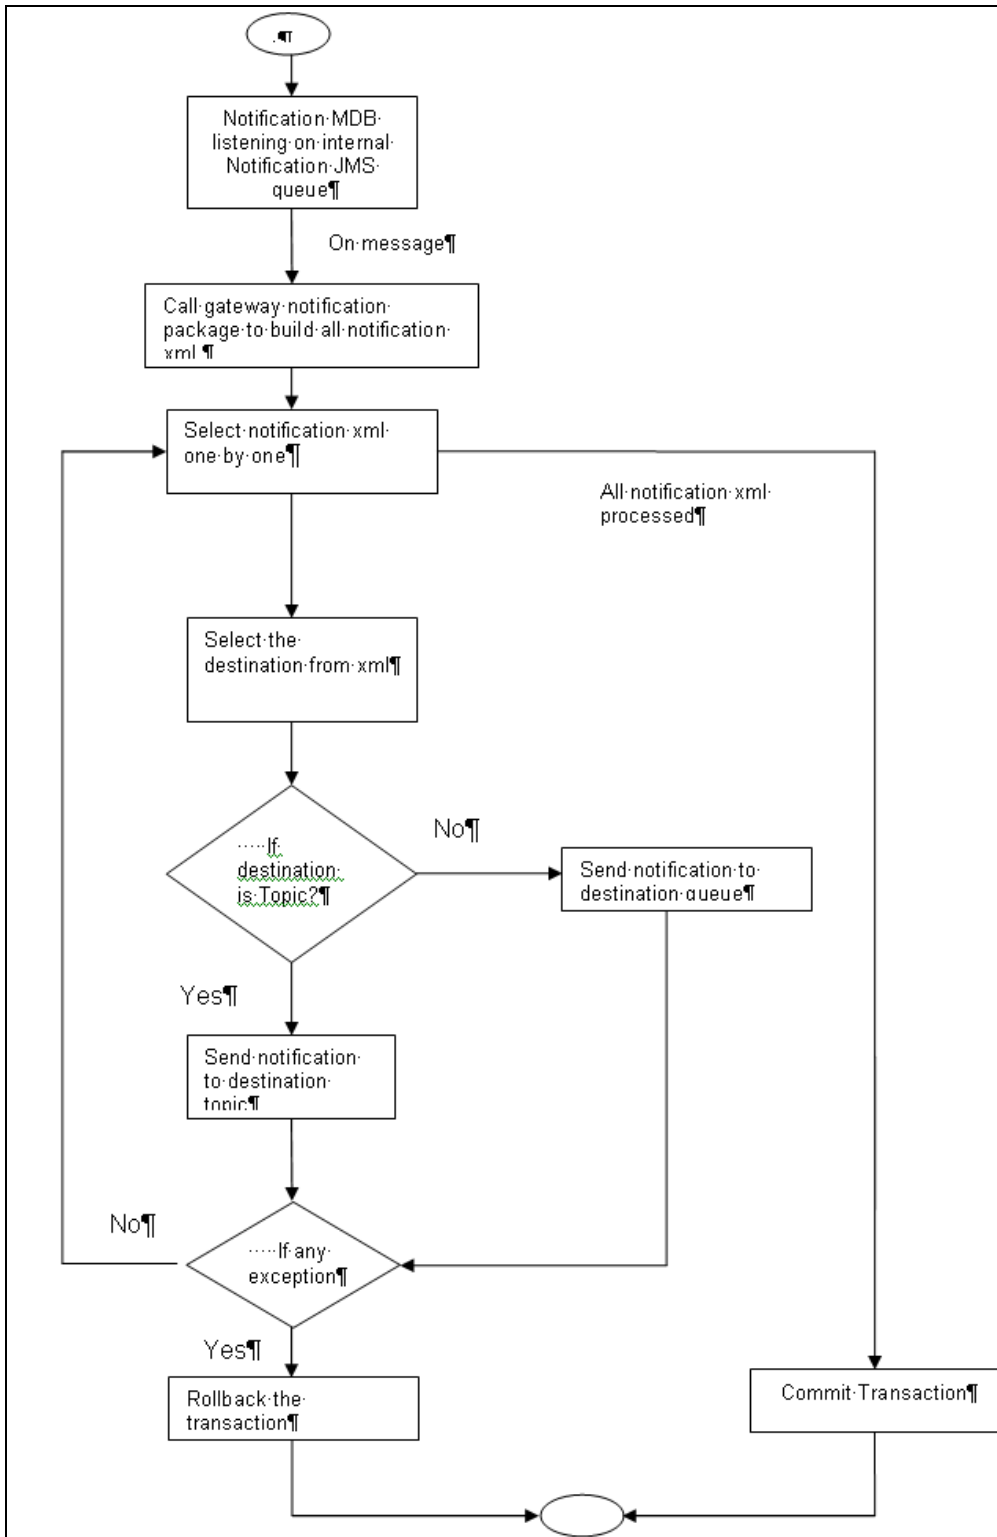 .¶
Notification·MDB·
listening·on·internal·
Notification·JMS·
queue¶
On·message¶
Call·gateway·notification·
package·to·build·all·notification·
xml.¶
Select·notification·xml·
one·by·one¶
All·notification·xml·
processed¶
Select·the·
destination·from·xml¶
·····If·
destination·
is·Topic?¶
No¶
Send·notification·to·
destination·queue¶
Yes¶
Send·notification·
to·destination·
topic¶
No¶
·····If·any·
exception¶
Yes¶
Rollback·the·
transaction¶
Commit·Transaction¶